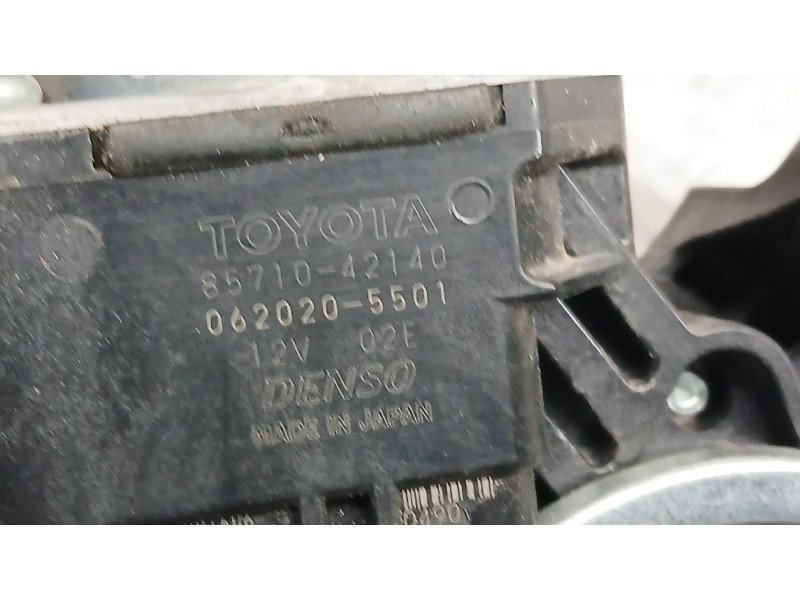 TOYOTA
85710-42140
062020-5501
12V 02E
DENSO
MADE IN JAPAN